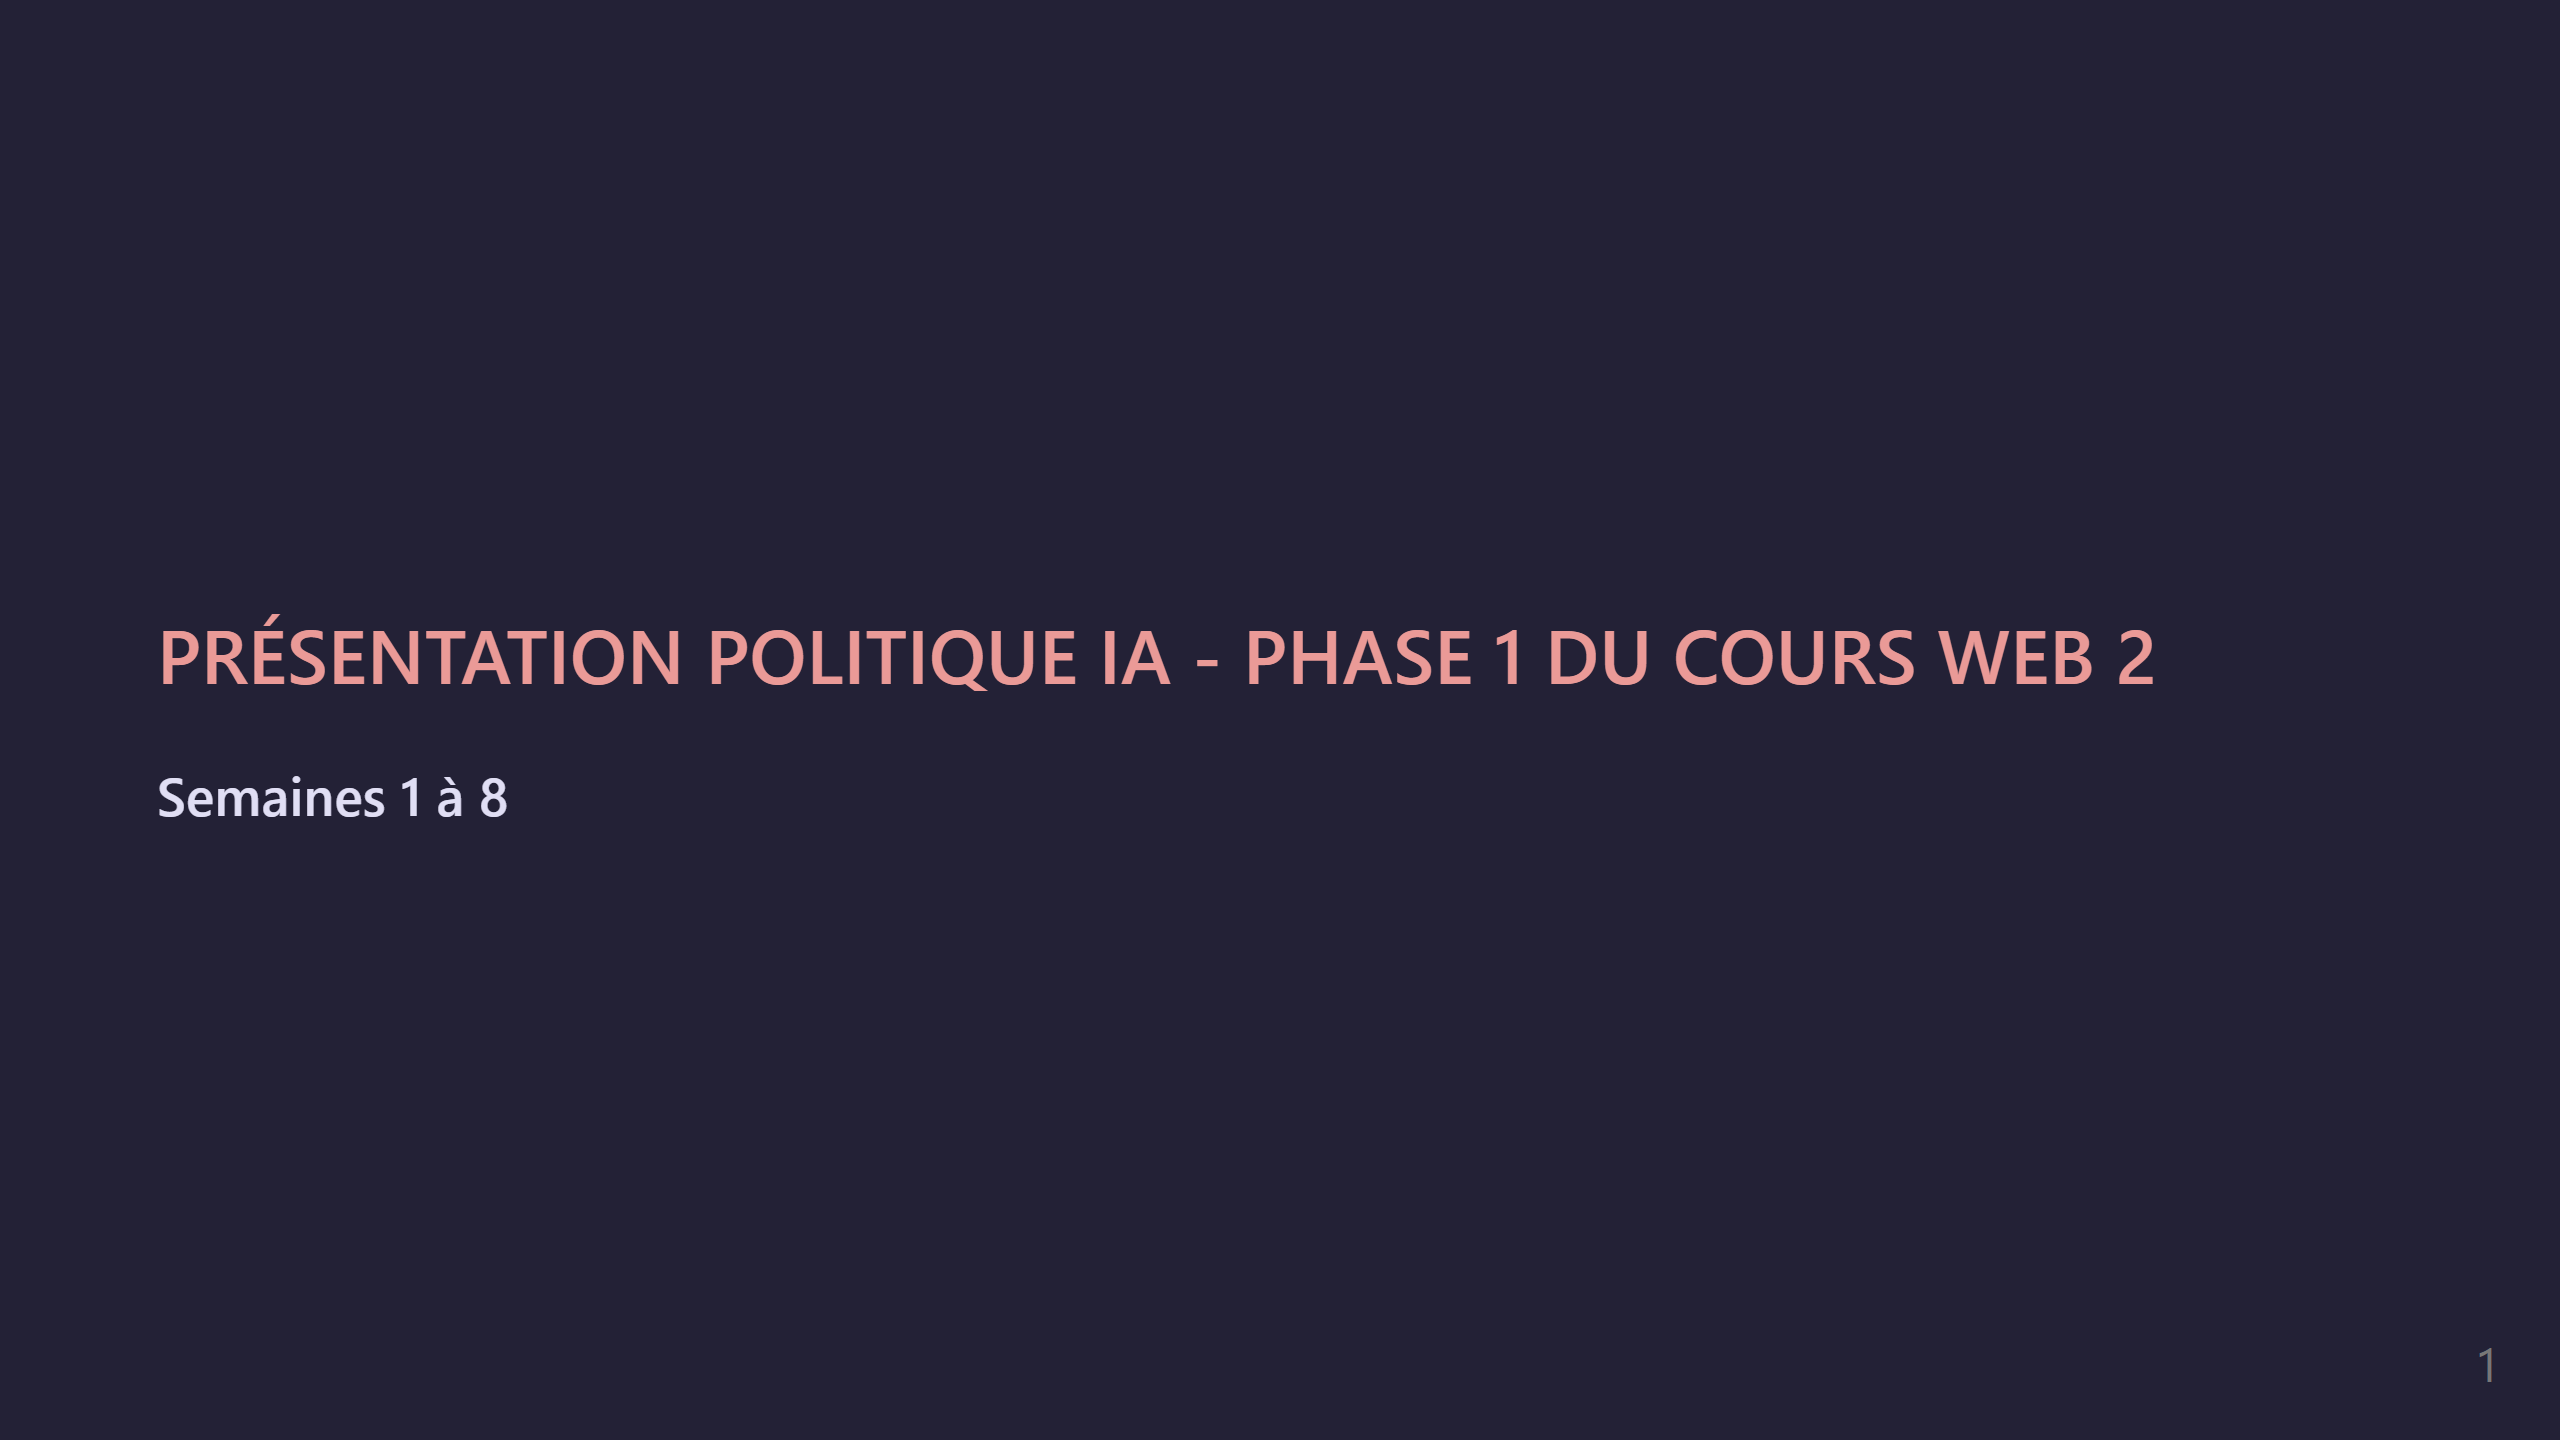 PRÉSENTATION POLITIQUE IA - PHASE 1 DU COURS WEB 2
Semaines 1 à 8
1